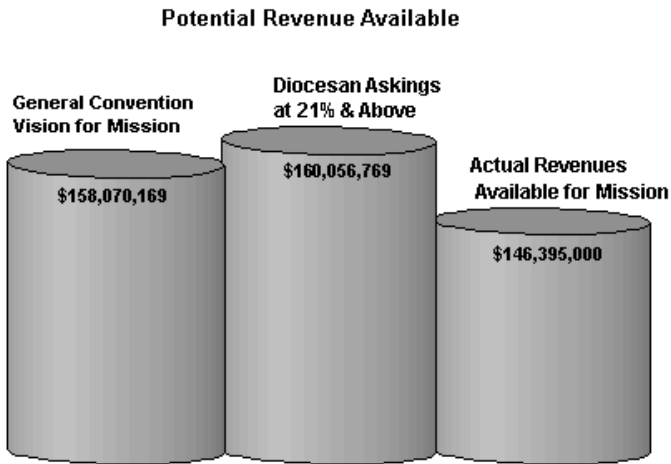 Potential Revenue Available
General Convention
Vision for Mission
$158,070,169
Diocesan Askings
at 21% & Above
$160,056,769
Actual Revenues
Available for Mission
$146,395,000